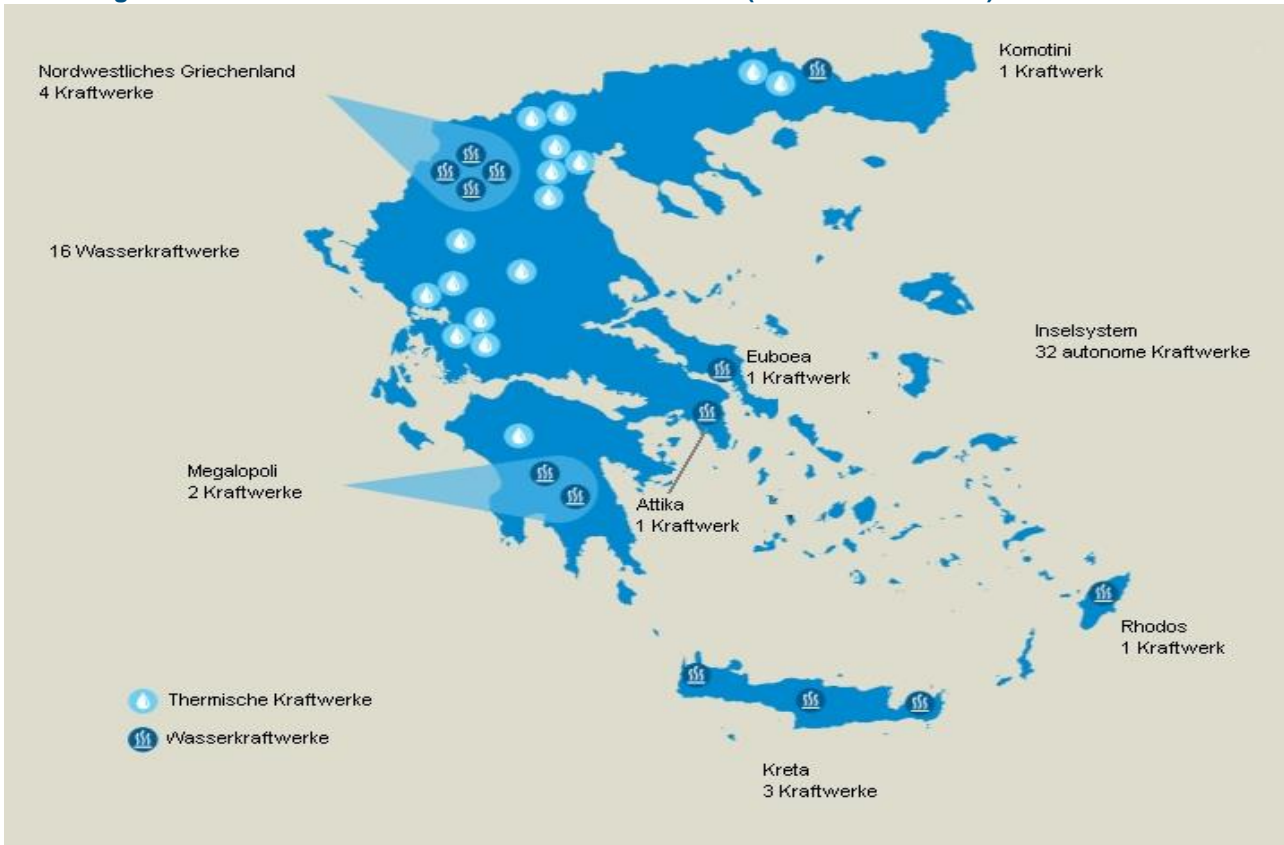 Nordwestliches Griechenland
4 Kraftwerke
Komotini
1 Kraftwerk
16 Wasserkraftwerke
Inselsystem
32 autonome Kraftwerke
Euboea
1 Kraftwerk
Megalopoli
2 Kraftwerke
Attika
1 Kraftwerk
Rhodos
1 Kraftwerk
Thermische Kraftwerke
Wasserkraftwerke
Kreta
3 Kraftwerke